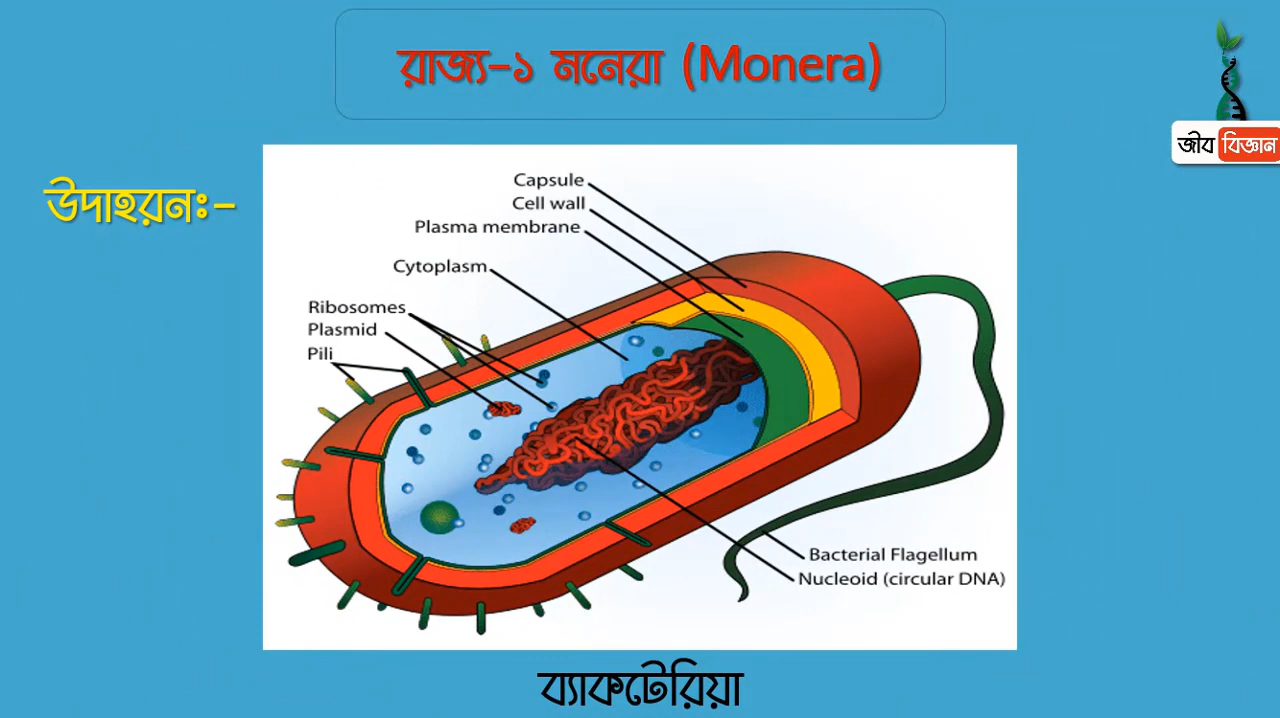 রাজ্য-১ মনেরা (Monera)
জীব বিজ্ঞান
উদাহরনঃ-
Capsule
Cell wall
Plasma membrane
Cytoplasm
Ribosomes
Plasmid
Pili
Bacterial Flagellum
Nucleoid (circular DNA)
ব্যাকটেরিয়া